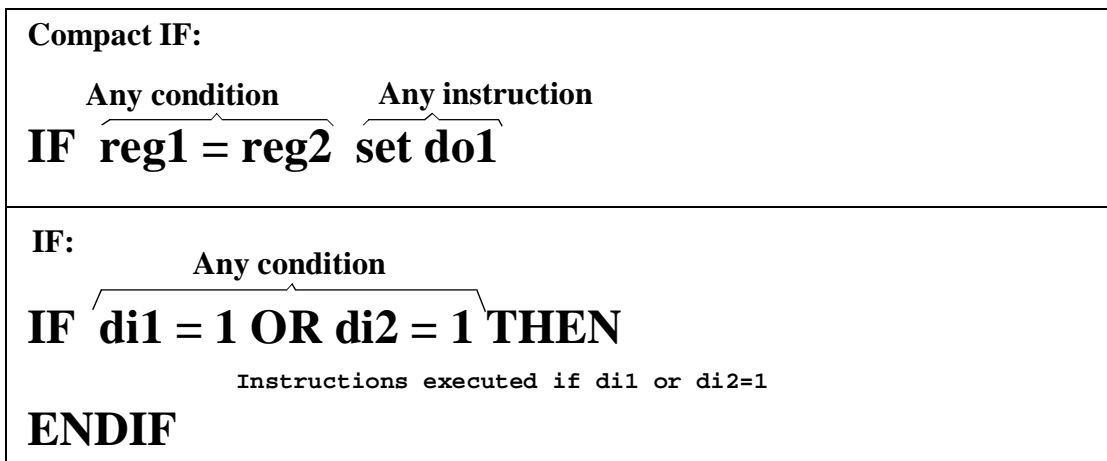 Compact IF:
Any condition Any instruction
IF reg1 = reg2 set do1
IF:
Any condition
IF di1 = 1 OR di2 = 1 THEN
Instructions executed if di1 or di2=1
ENDIF